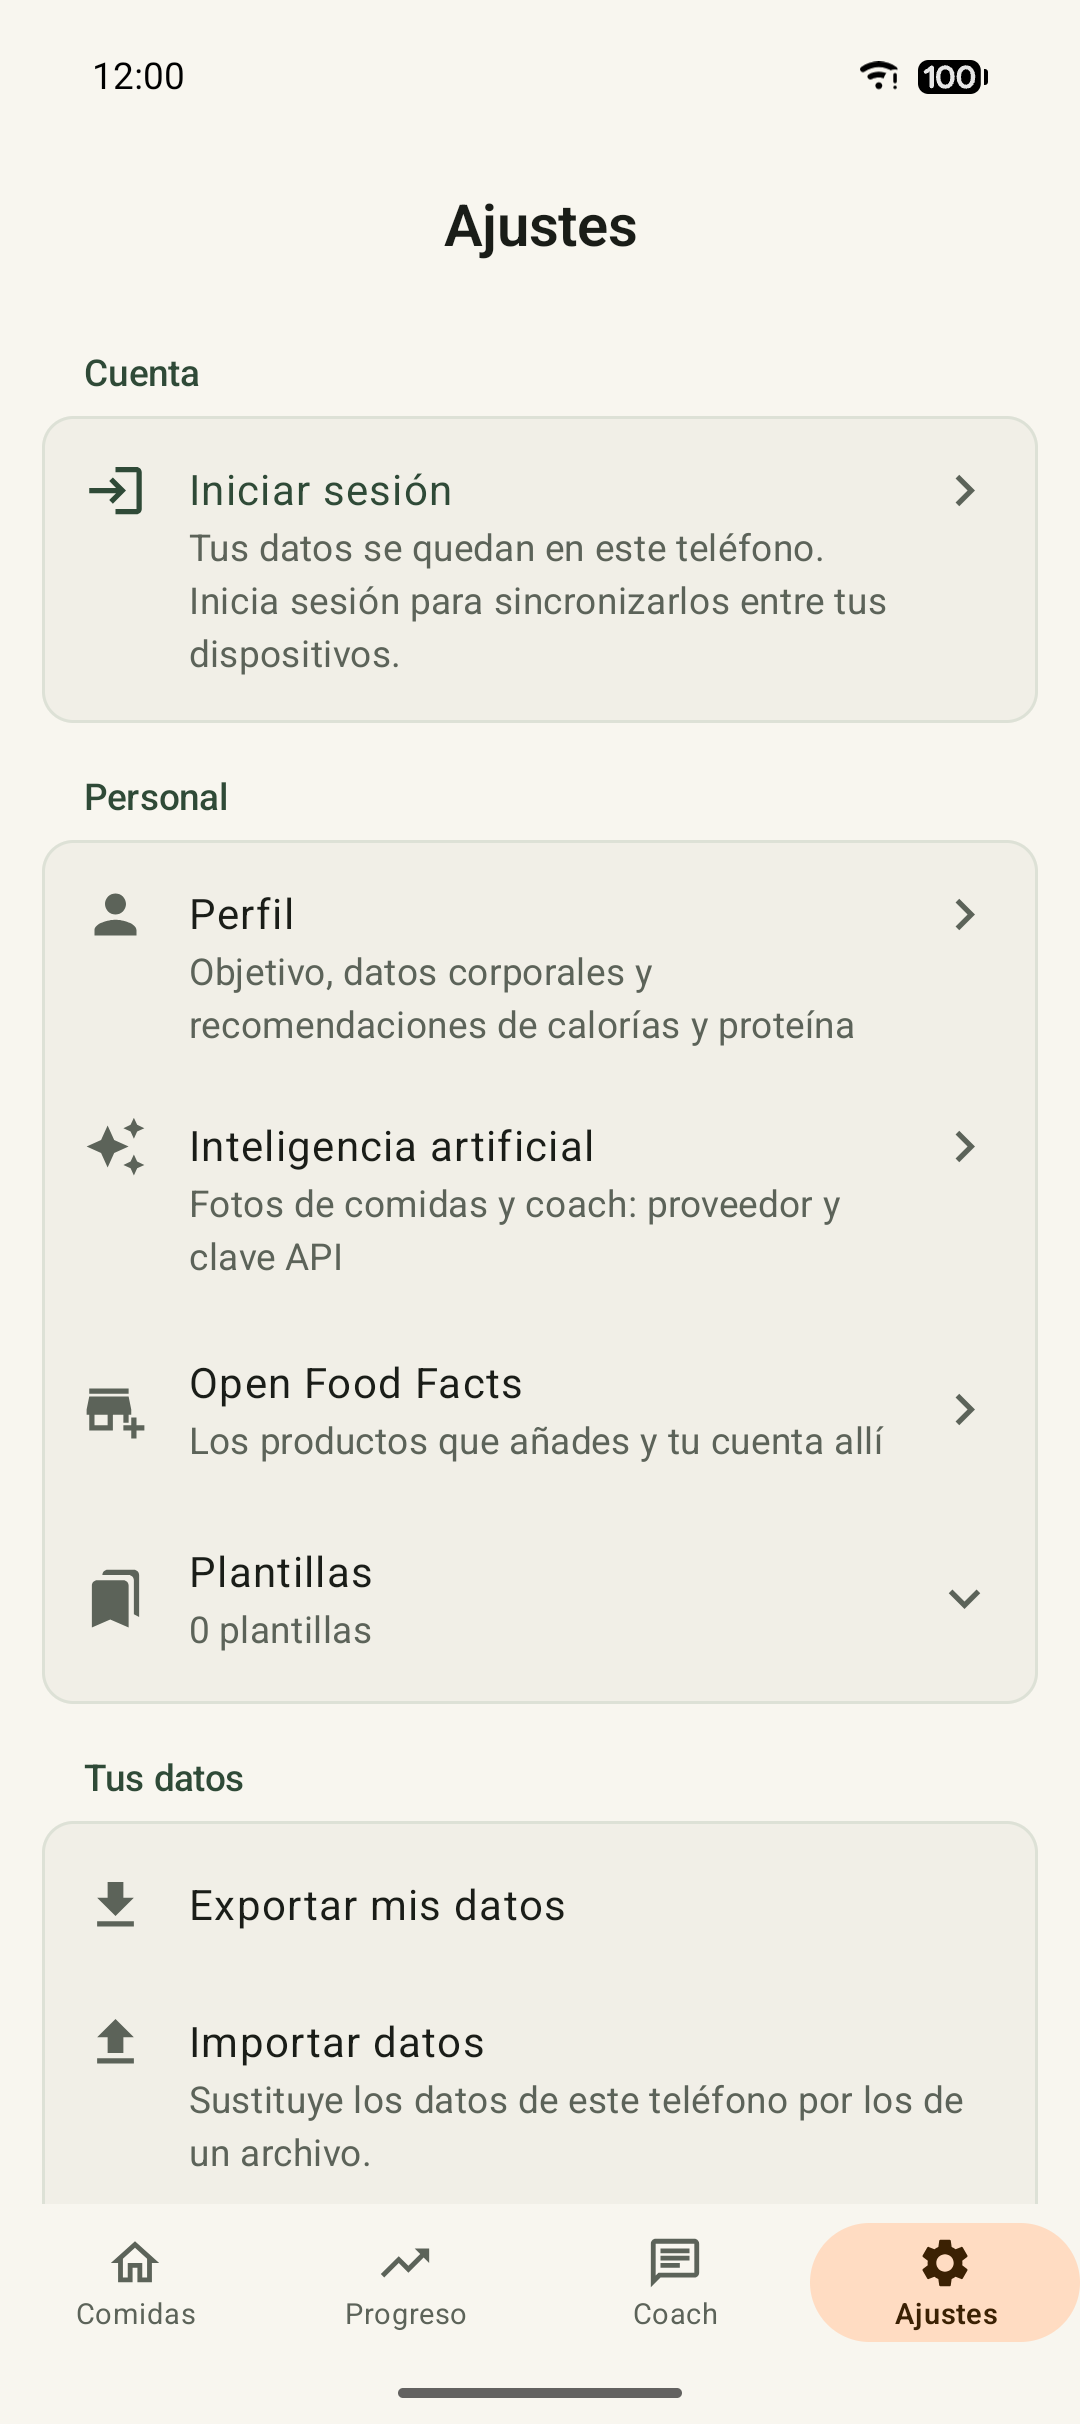 12:00
100
Ajustes
Cuenta
Iniciar sesión
Tus datos se quedan en este teléfono.
Inicia sesión para sincronizarlos entre tus
dispositivos.
Personal
Perfil
Objetivo, datos corporales y
recomendaciones de calorías y proteína
Inteligencia artificial
Fotos de comidas y coach: proveedor y
clave API
Open Food Facts
Los productos que añades y tu cuenta allí
Plantillas
0 plantillas
Tus datos
Exportar mis datos
Importar datos
Sustituye los datos de este teléfono por los de
un archivo.
Comidas
Progreso
Coach
Ajustes